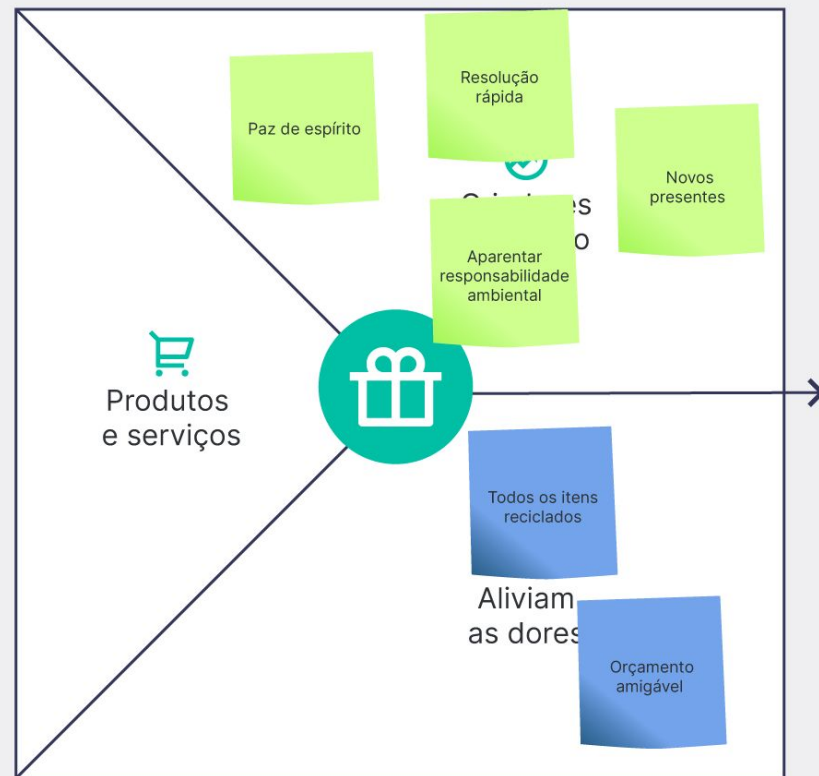 Paz de espírito
Resolução
rápida
Novos
presentes
Aparentar
responsabilidade
ambiental
Produtos
e serviços
Todos os itens
reciclados
Aliviam
as dores
Orçamento
amigável